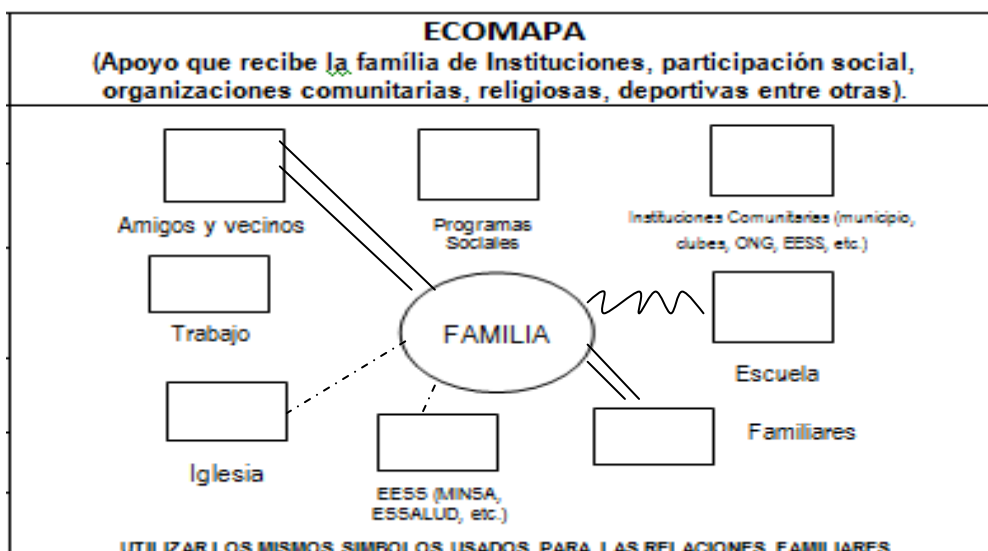 ECOMAPA
(Apoyo que recibe la família de Instituciones, participación social,
organizaciones comunitarias, religiosas, deportivas entre otras).
Amigos y vecinos
Programas
Sociales
Instituciones Comunitarias (municipio,
clubes, ONG, EESS, etc.)
Trabajo
FAMILIA
Escuela
Iglesia
EESS (MINSA,
ESSALUD, etc.)
Familiares
UTILIZAR LOS MISMOS SIMBOLOS USADOS PARA LAS RELACIONES FAMILIARES